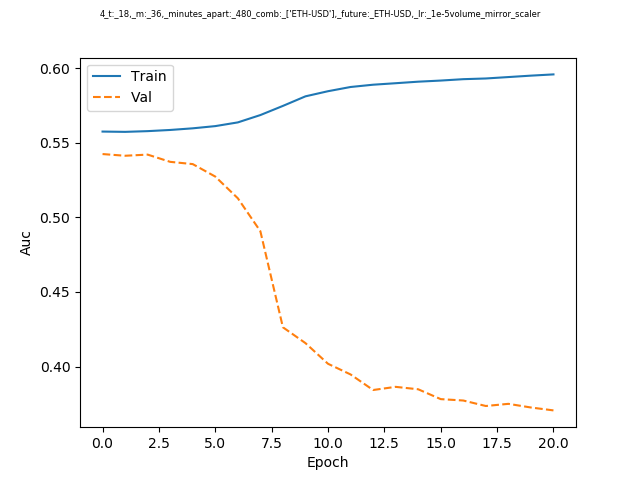 4_t:_18,_m:_36,_minutes_apart:_480_comb:_['ETH-USD'],_future:_ETH-USD,_lr:_1e-5volume_mirror_scaler
Train
Val
0.60
0.55
0.50
0.45
0.40
Auc
0.0 2.5 5.0 7.5 10.0 12.5 15.0 17.5 20.0
Epoch